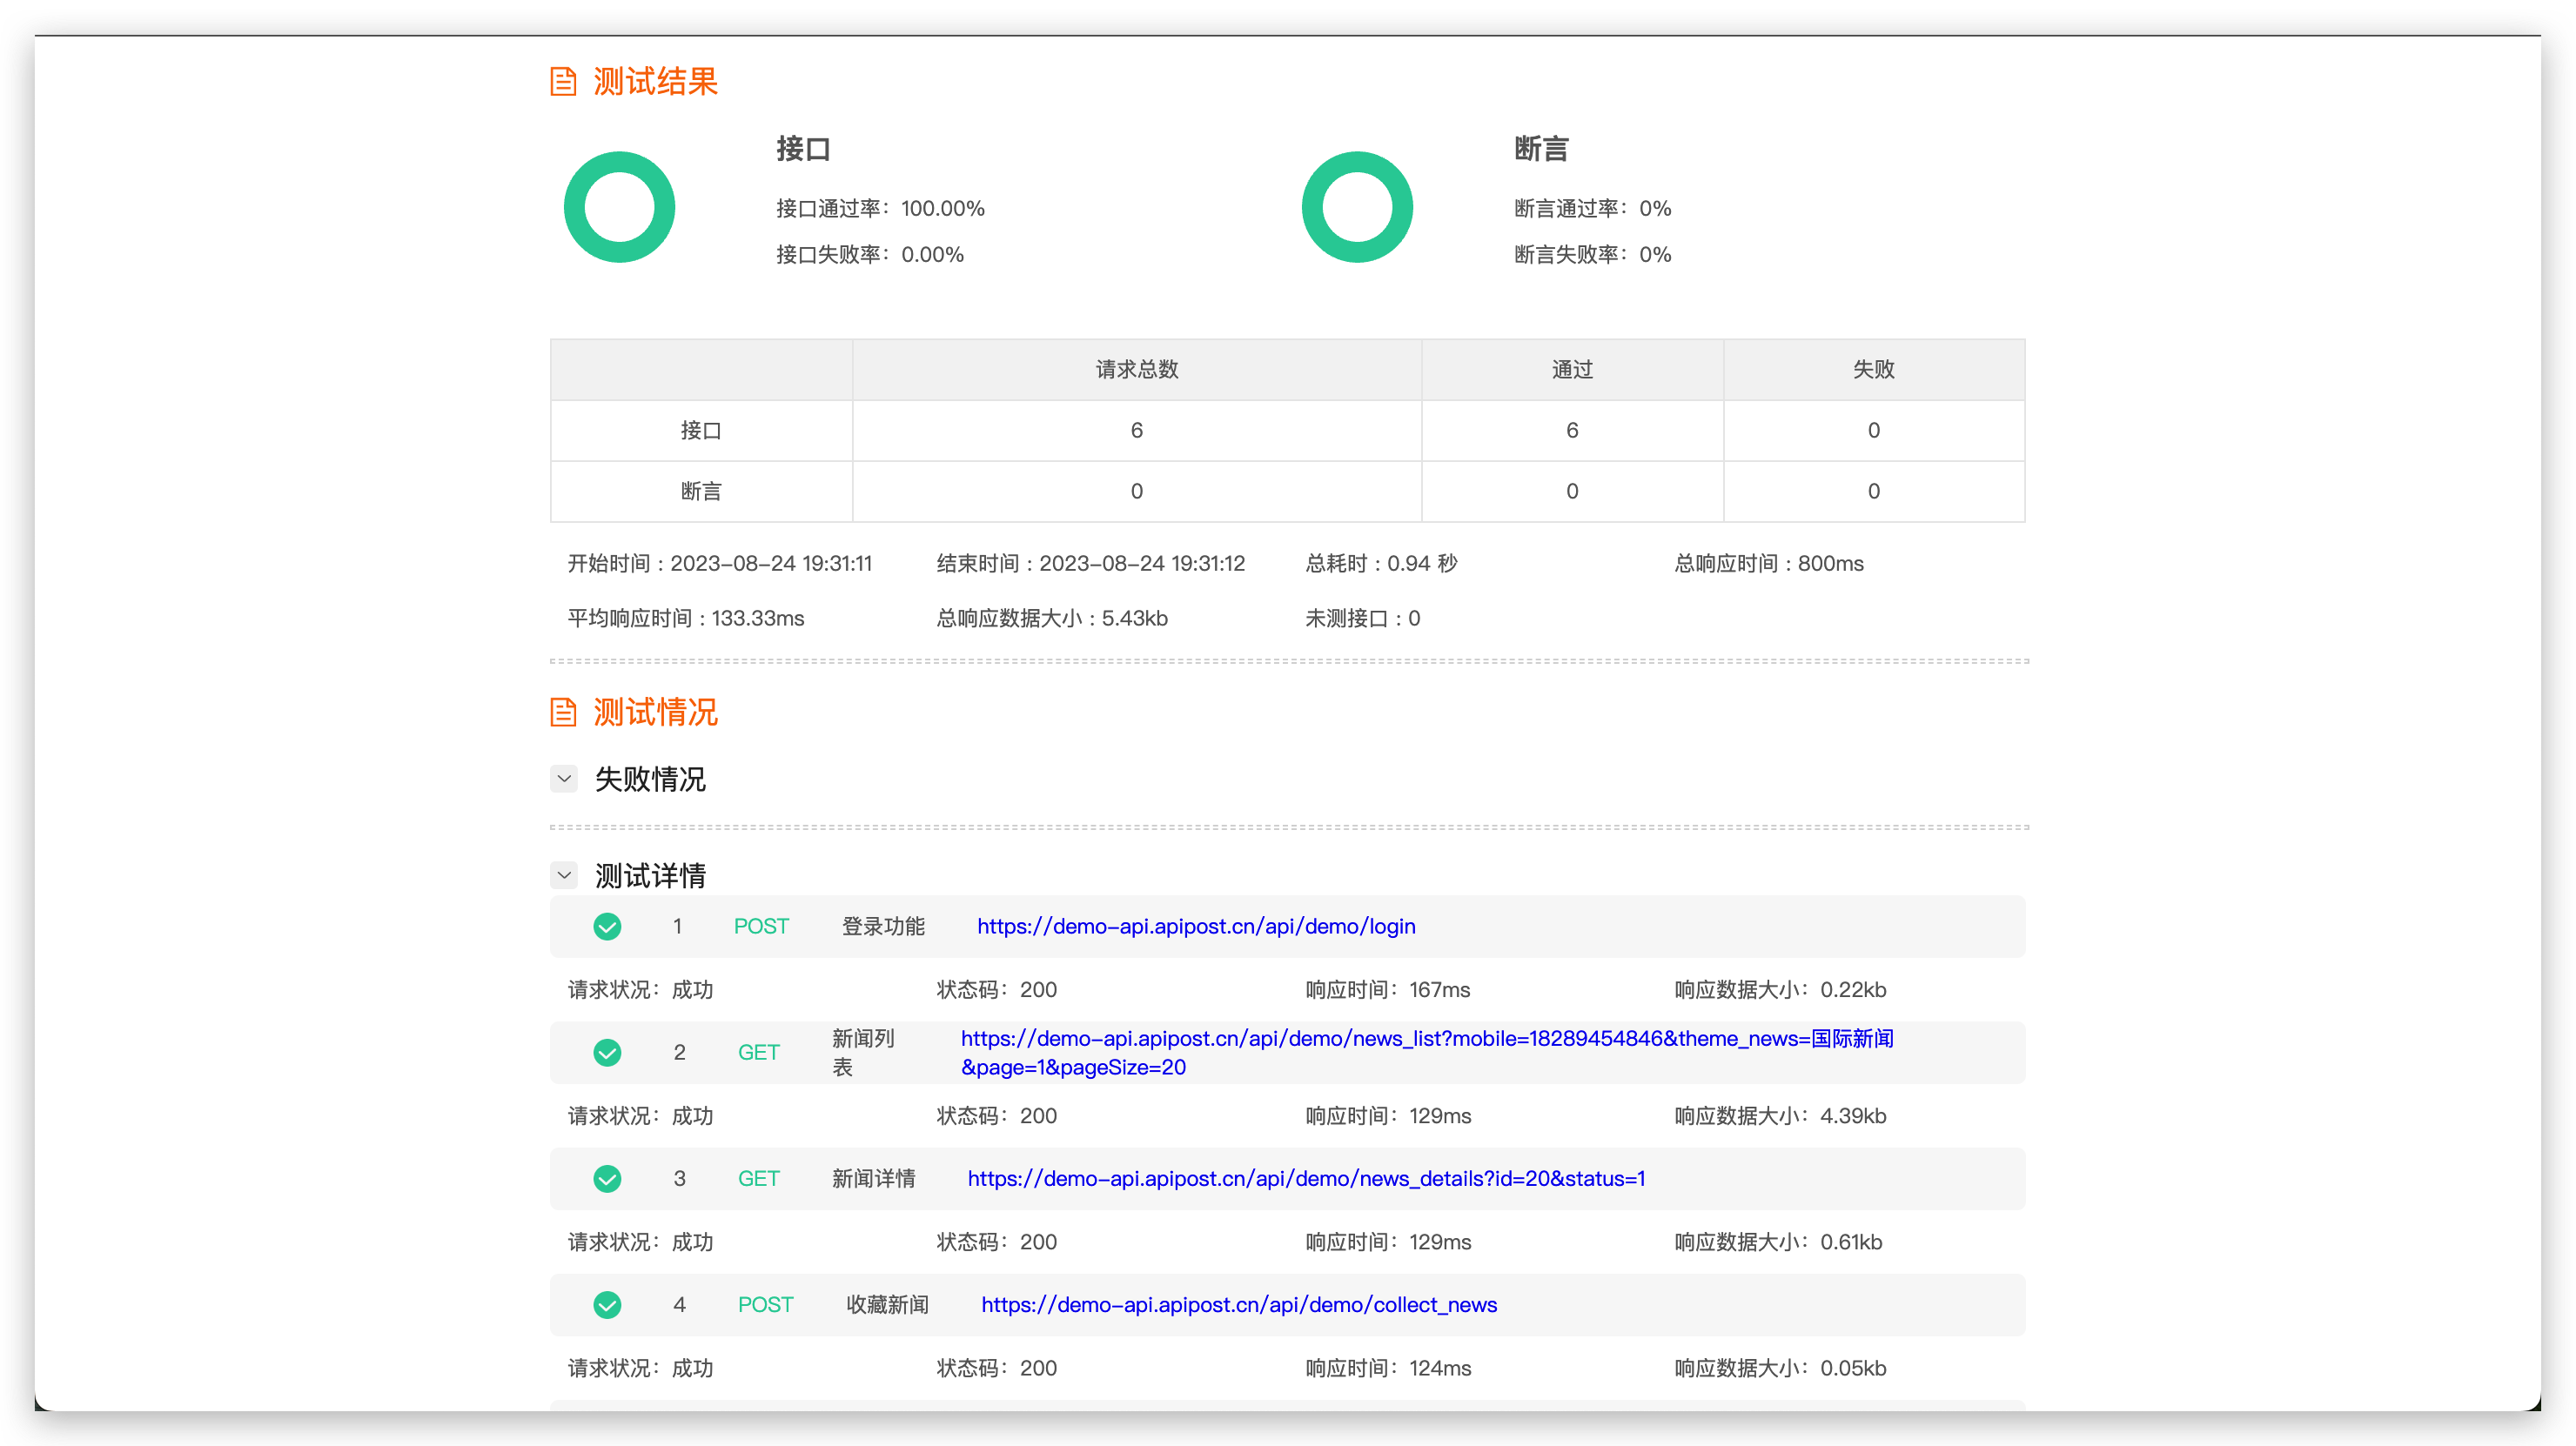 测试结果
接口
接口通过率：100.00%
接口失败率：0.00%
断言
断言通过率：0%
断言失败率：0%
请求总数 通过 失败
接口 6 6 0
断言 0 0 0
开始时间 : 2023-08-24 19:31:11 结束时间 : 2023-08-24 19:31:12 总耗时 : 0.94 秒 总响应时间 : 800ms
平均响应时间 : 133.33ms 总响应数据大小 : 5.43kb 未测接口 : 0
测试情况
失败情况
测试详情
1 POST 登录功能 https://demo-api.apipost.cn/api/demo/login
请求状况：成功 状态码：200 响应时间：167ms 响应数据大小：0.22kb
2 GET 新闻列表 https://demo-api.apipost.cn/api/demo/news_list?mobile=18289454846&theme_news=国际新闻
&page=1&pageSize=20
请求状况：成功 状态码：200 响应时间：129ms 响应数据大小：4.39kb
3 GET 新闻详情 https://demo-api.apipost.cn/api/demo/news_details?id=20&status=1
请求状况：成功 状态码：200 响应时间：129ms 响应数据大小：0.61kb
4 POST 收藏新闻 https://demo-api.apipost.cn/api/demo/collect_news
请求状况：成功 状态码：200 响应时间：124ms 响应数据大小：0.05kb